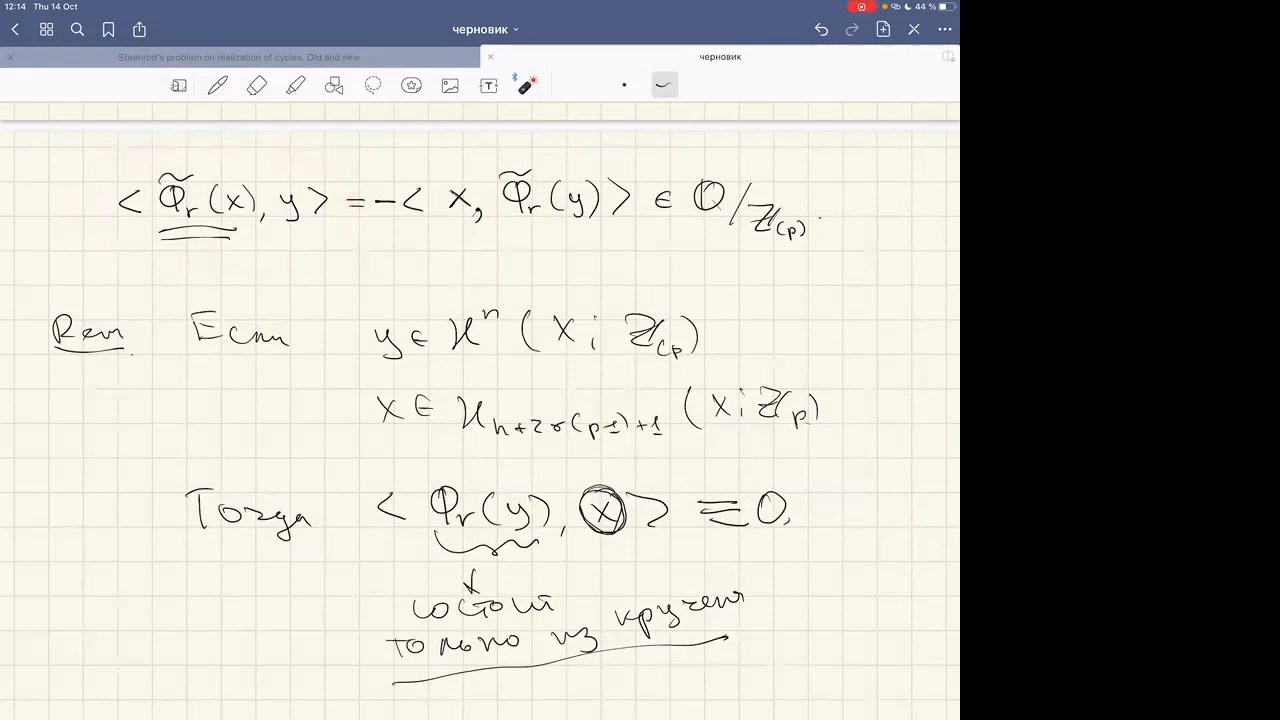 12:14 Thu 14 Oct 44 %
черновик
Steenrod's problem on realization of cycles. Old and new.
черновик
< Φ̃ᵣ(x), y > = −< x, Φ̃ᵣ(y) > ∈ ℚ/ℤ₍ₚ₎.
Rem. Если y ∈ Hⁿ (X; ℤ₍ₚ₎)
x ∈ H_{n+2r(p-1)+1} (X; ℤ₍ₚ₎)
Тогда < Φᵣ(y), x > ≡ 0.
состоит
только из кручения